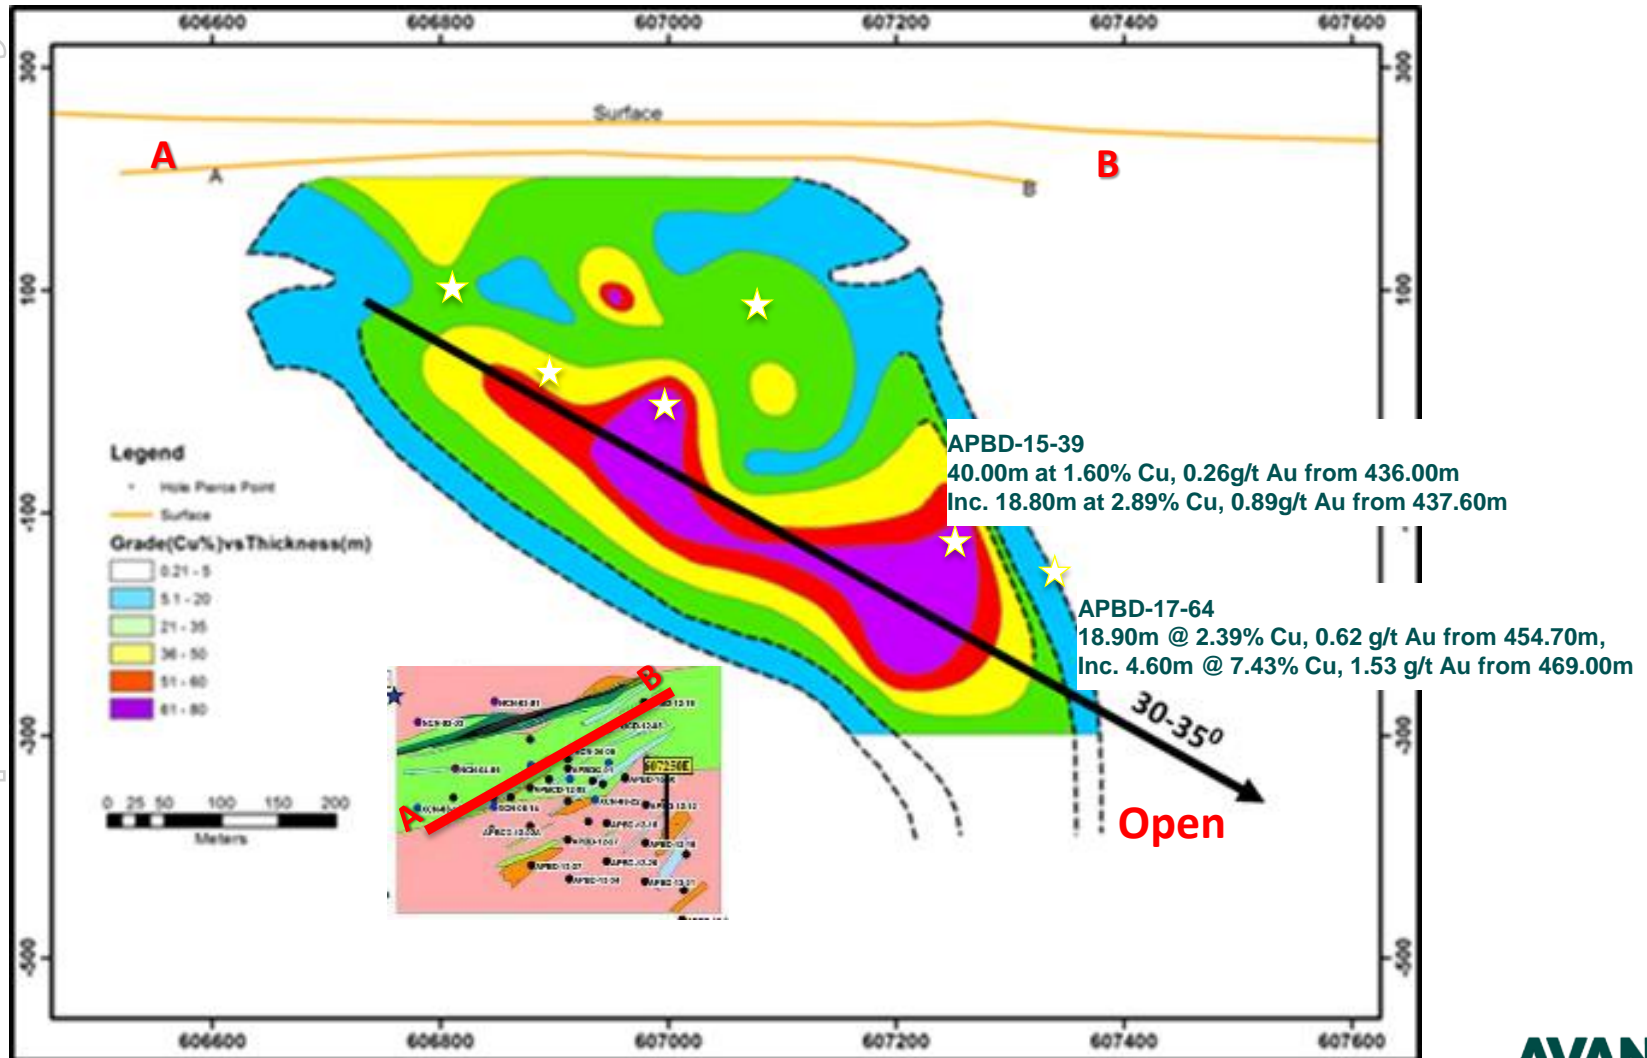 606600 606800 607000 607200 607400 607600
300 300
Surface
A B
A B
100 100
APBD-15-39
40.00m at 1.60% Cu, 0.26g/t Au from 436.00m
Inc. 18.80m at 2.89% Cu, 0.89g/t Au from 437.60m
Legend
Hole Pierce Point
Surface
Grade(Cu%)vsThickness(m)
0.21 - 5
5.1 - 20
21 - 35
36 - 50
51 - 60
61 - 80
-100
APBD-17-64
18.90m @ 2.39% Cu, 0.62 g/t Au from 454.70m,
Inc. 4.60m @ 7.43% Cu, 1.53 g/t Au from 469.00m
30-35⁰
-300 -300
B
607250E
A
0 25 50 100 150 200
Meters
Open
-500 -500
606600 606800 607000 607200 607400 607600
AVAN